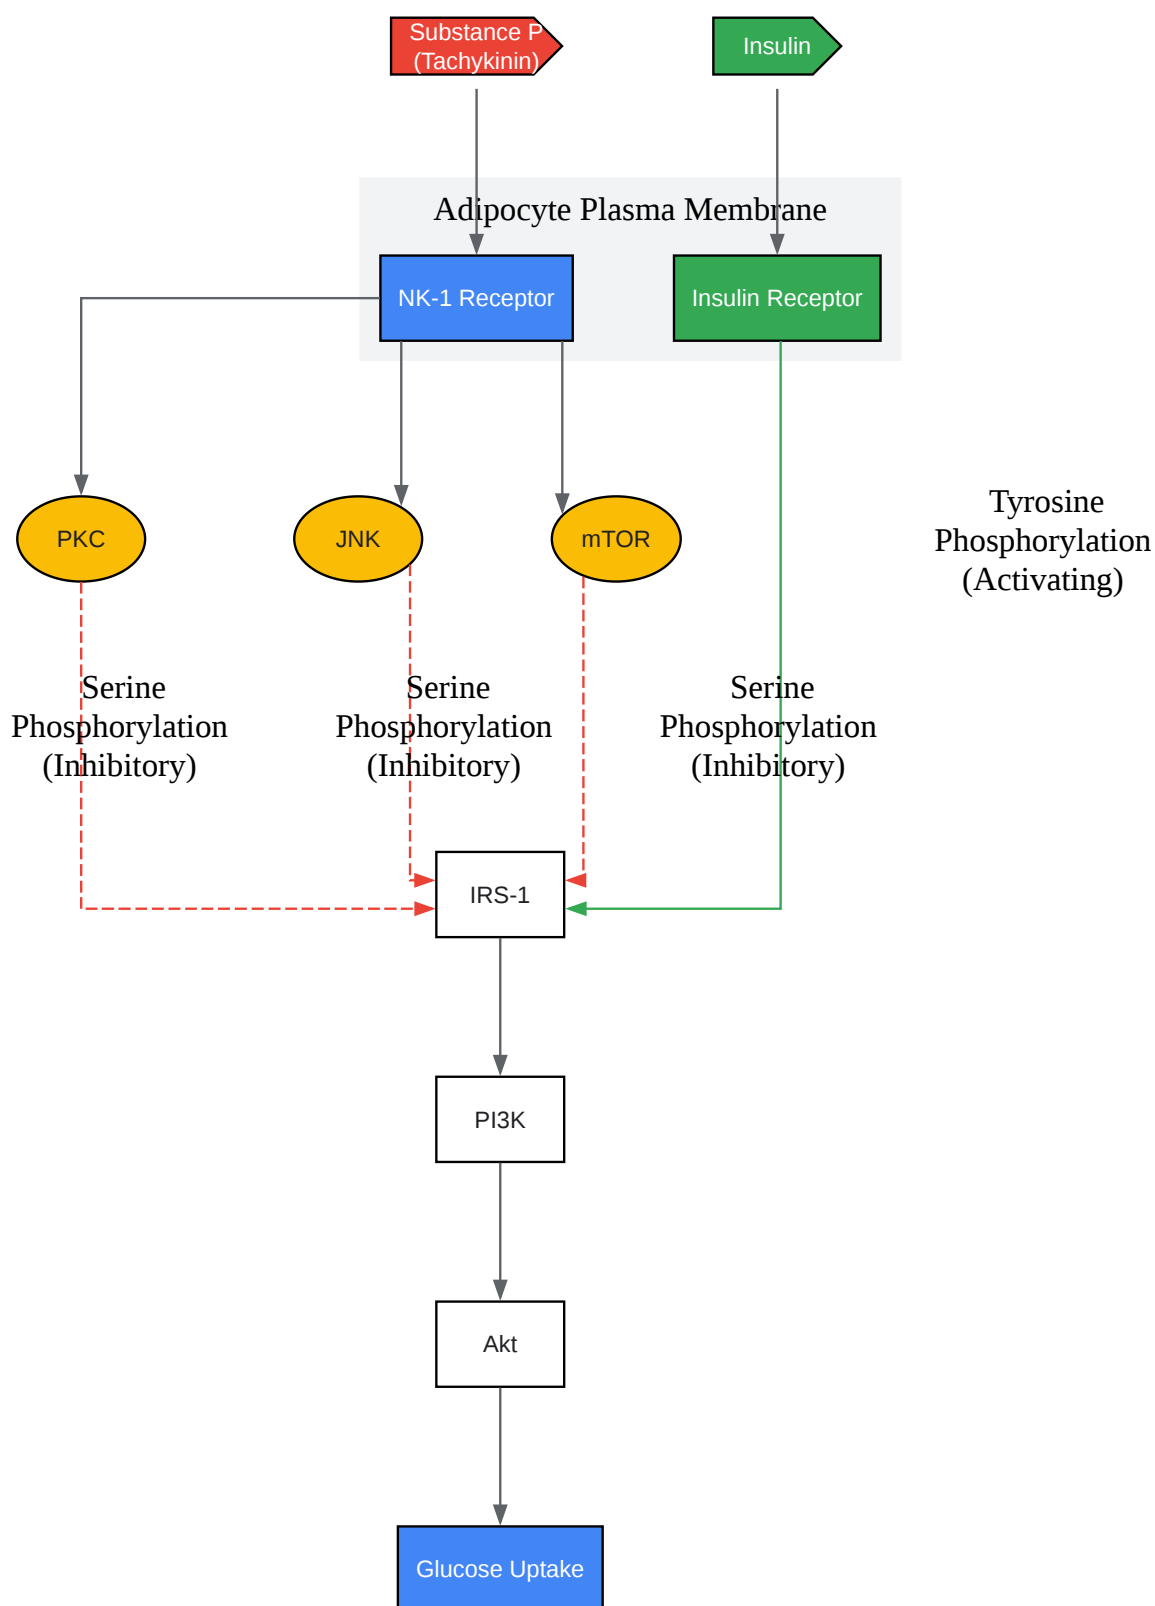 Substance P
(Tachykinin)
Insulin
Adipocyte Plasma Membrane
NK-1 Receptor
Insulin Receptor
PKC
JNK
mTOR
Tyrosine
Phosphorylation
(Activating)
Serine
Phosphorylation
(Inhibitory)
Serine
Phosphorylation
(Inhibitory)
Serine
Phosphorylation
(Inhibitory)
IRS-1
PI3K
Akt
Glucose Uptake